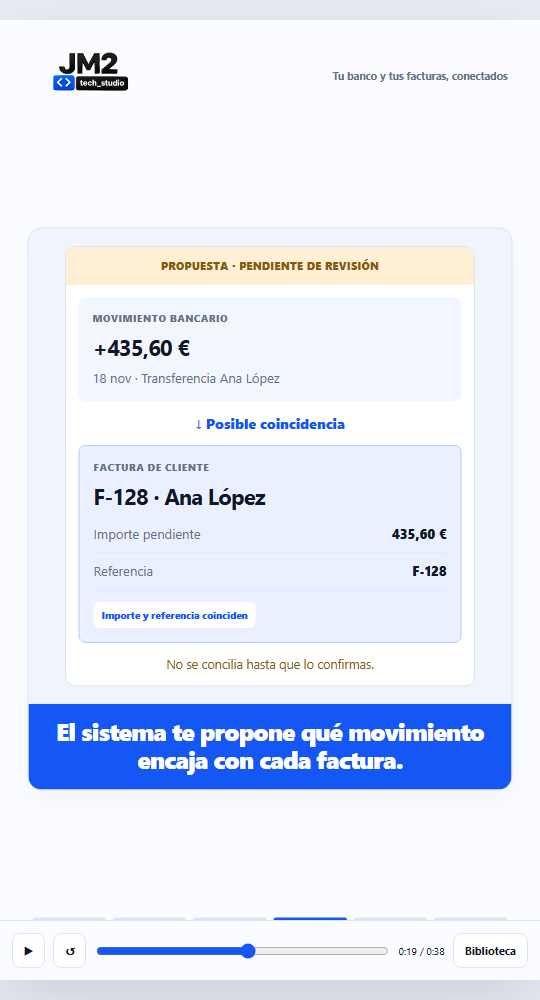 JM2
<> tech_studio
Tu banco y tus facturas, conectados
PROPUESTA · PENDIENTE DE REVISIÓN
MOVIMIENTO BANCARIO
+435,60 €
18 nov · Transferencia Ana López
↓ Posible coincidencia
FACTURA DE CLIENTE
F-128 · Ana López
Importe pendiente 435,60 €
Referencia F-128
Importe y referencia coinciden
No se concilia hasta que lo confirmas.
El sistema te propone qué movimiento
encaja con cada factura.
0:19 / 0:38
Biblioteca